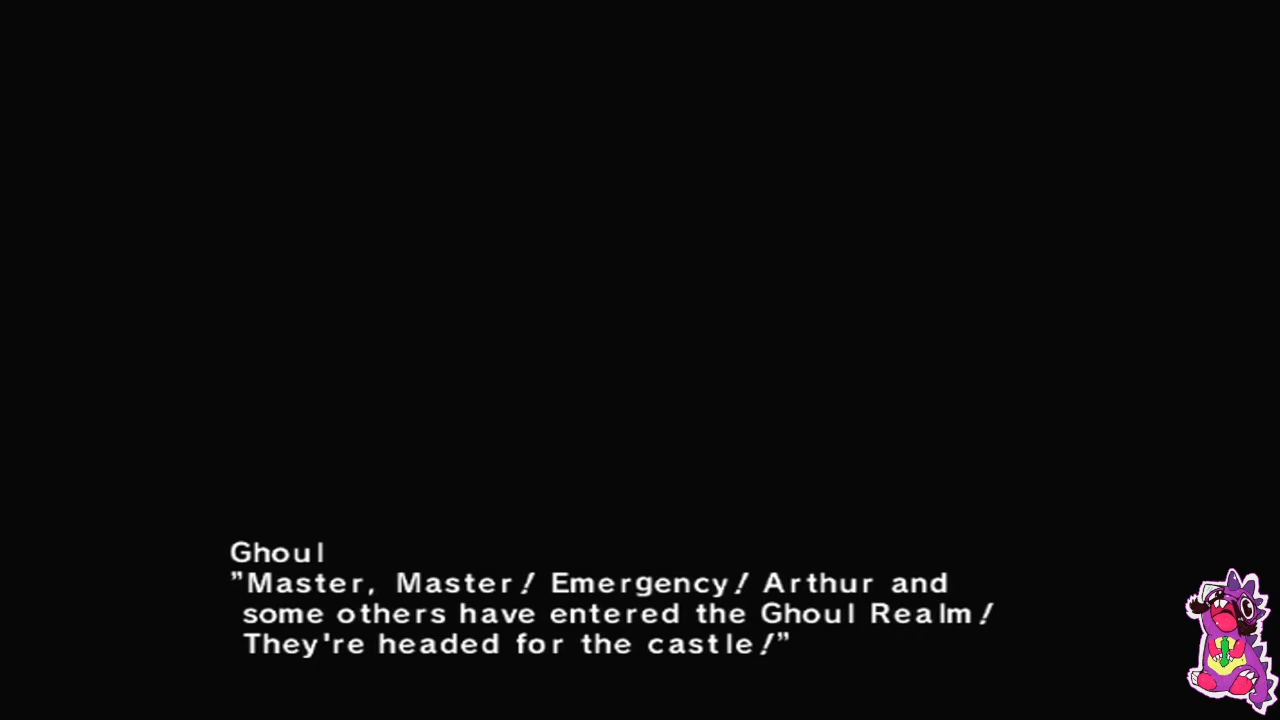 Ghoul
"Master, Master! Emergency! Arthur and
some others have entered the Ghoul Realm!
They're headed for the castle!"